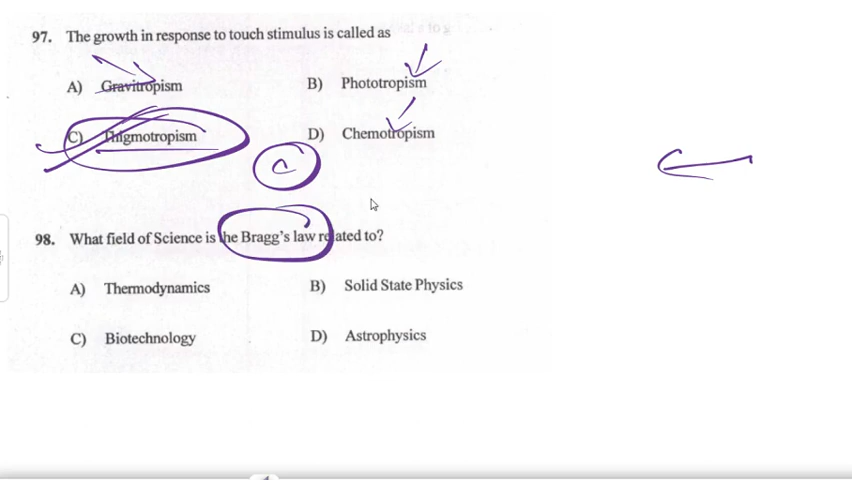 97. The growth in response to touch stimulus is called as
A) Gravitropism B) Phototropism
C) Thigmotropism D) Chemotropism
C
98. What field of Science is the Bragg's law related to?
A) Thermodynamics B) Solid State Physics
C) Biotechnology D) Astrophysics